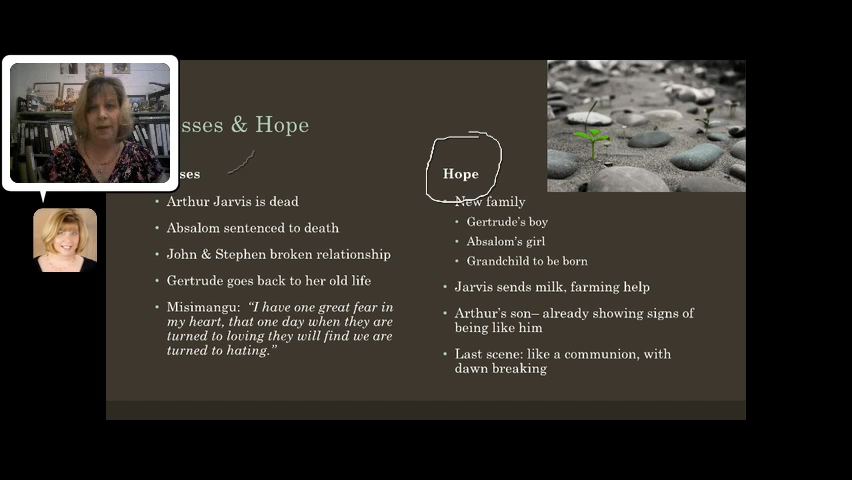 sses & Hope
ses
Arthur Jarvis is dead
Absalom sentenced to death
John & Stephen broken relationship
Gertrude goes back to her old life
Misimangu: “I have one great fear in
my heart, that one day when they are
turned to loving they will find we are
turned to hating.”
Hope
New family
Gertrude’s boy
Absalom’s girl
Grandchild to be born
Jarvis sends milk, farming help
Arthur’s son– already showing signs of
being like him
Last scene: like a communion, with
dawn breaking